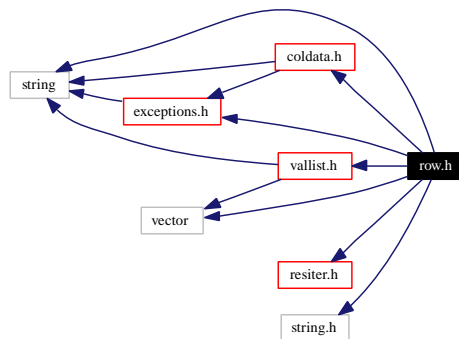 coldata.h
string
exceptions.h
vallist.h
row.h
vector
resiter.h
string.h